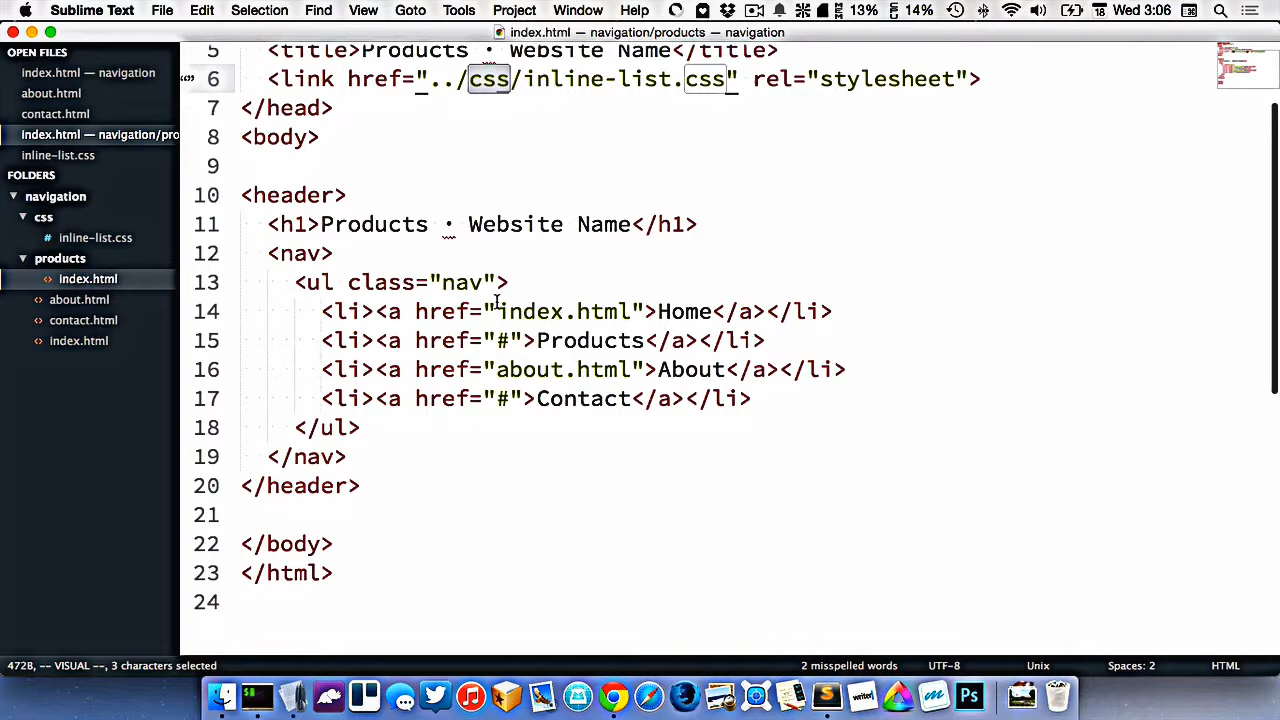 Sublime Text File Edit Selection Find View Goto Tools Project Window Help 13% 14% Wed 3:06
index.html — navigation/products — navigation
OPEN FILES
index.html — navigation
about.html
contact.html
index.html — navigation/pro
inline-list.css
FOLDERS
navigation
css
inline-list.css
products
index.html
about.html
contact.html
index.html
5 <title>Products · Website Name</title>
6 <link href="../css/inline-list.css" rel="stylesheet">
7 </head>
8 <body>
9
10 <header>
11 <h1>Products · Website Name</h1>
12 <nav>
13 <ul class="nav">
14 <li><a href="index.html">Home</a></li>
15 <li><a href="#">Products</a></li>
16 <li><a href="about.html">About</a></li>
17 <li><a href="#">Contact</a></li>
18 </ul>
19 </nav>
20 </header>
21
22 </body>
23 </html>
24
472B, -- VISUAL --, 3 characters selected 2 misspelled words UTF-8 Unix Spaces: 2 HTML